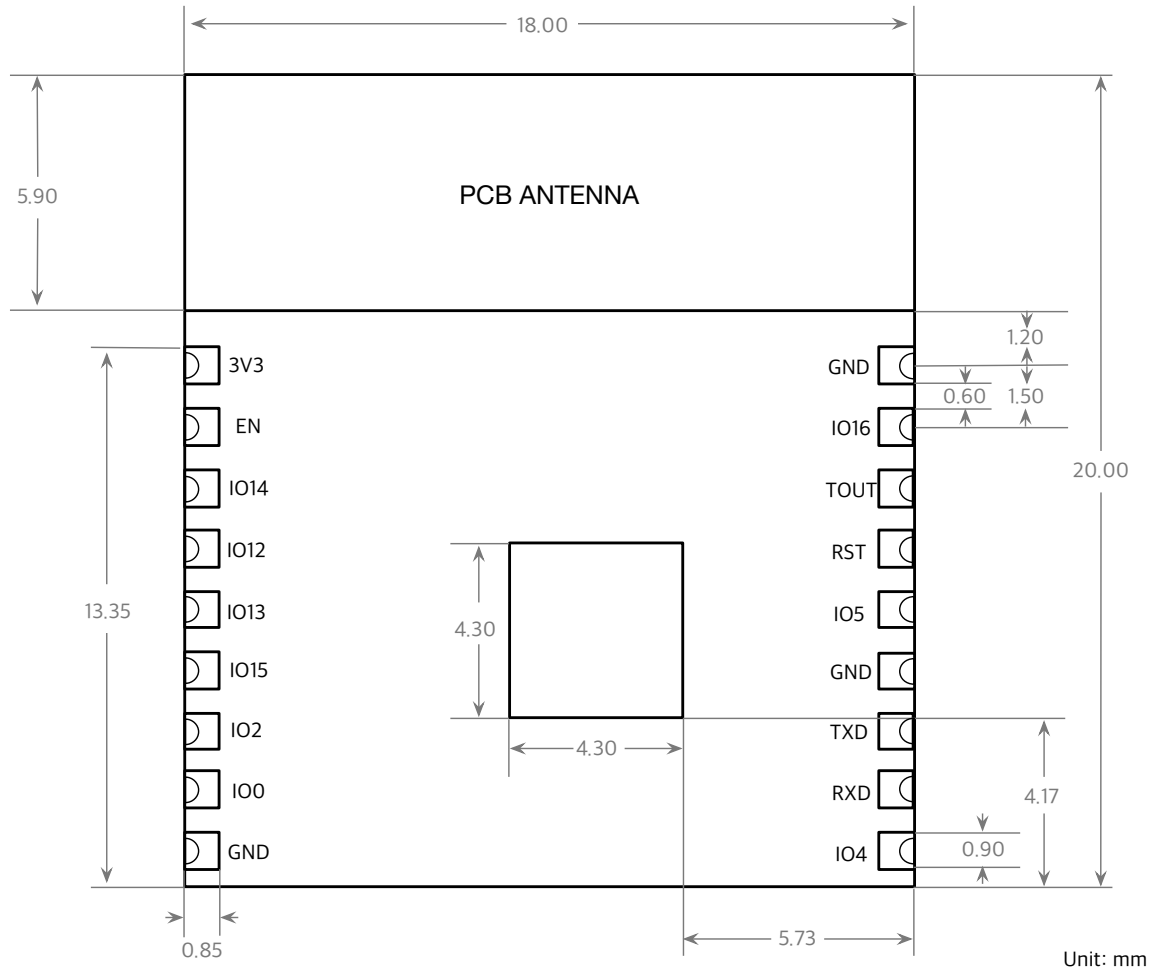 18.00
5.90
PCB ANTENNA
1.20
3V3
GND
0.60
1.50
EN
IO16
20.00
IO14
TOUT
IO12
RST
13.35
IO13
IO5
4.30
IO15
GND
IO2
TXD
4.30
IO0
RXD
4.17
GND
IO4
0.90
0.85
5.73
Unit: mm